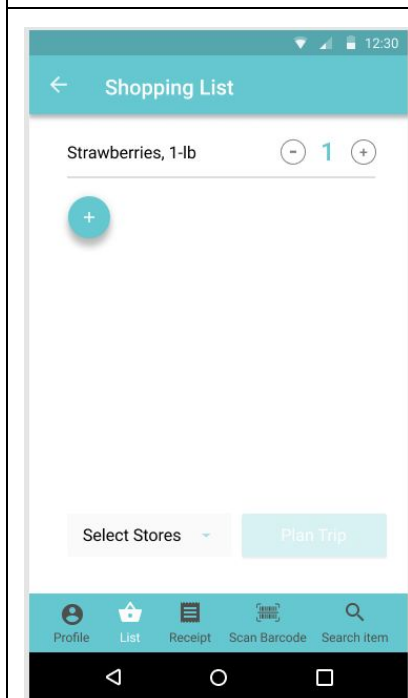 12:30
Shopping List
Strawberries, 1-lb - 1 +
+
Select Stores Plan Trip
Profile List Receipt Scan Barcode Search item